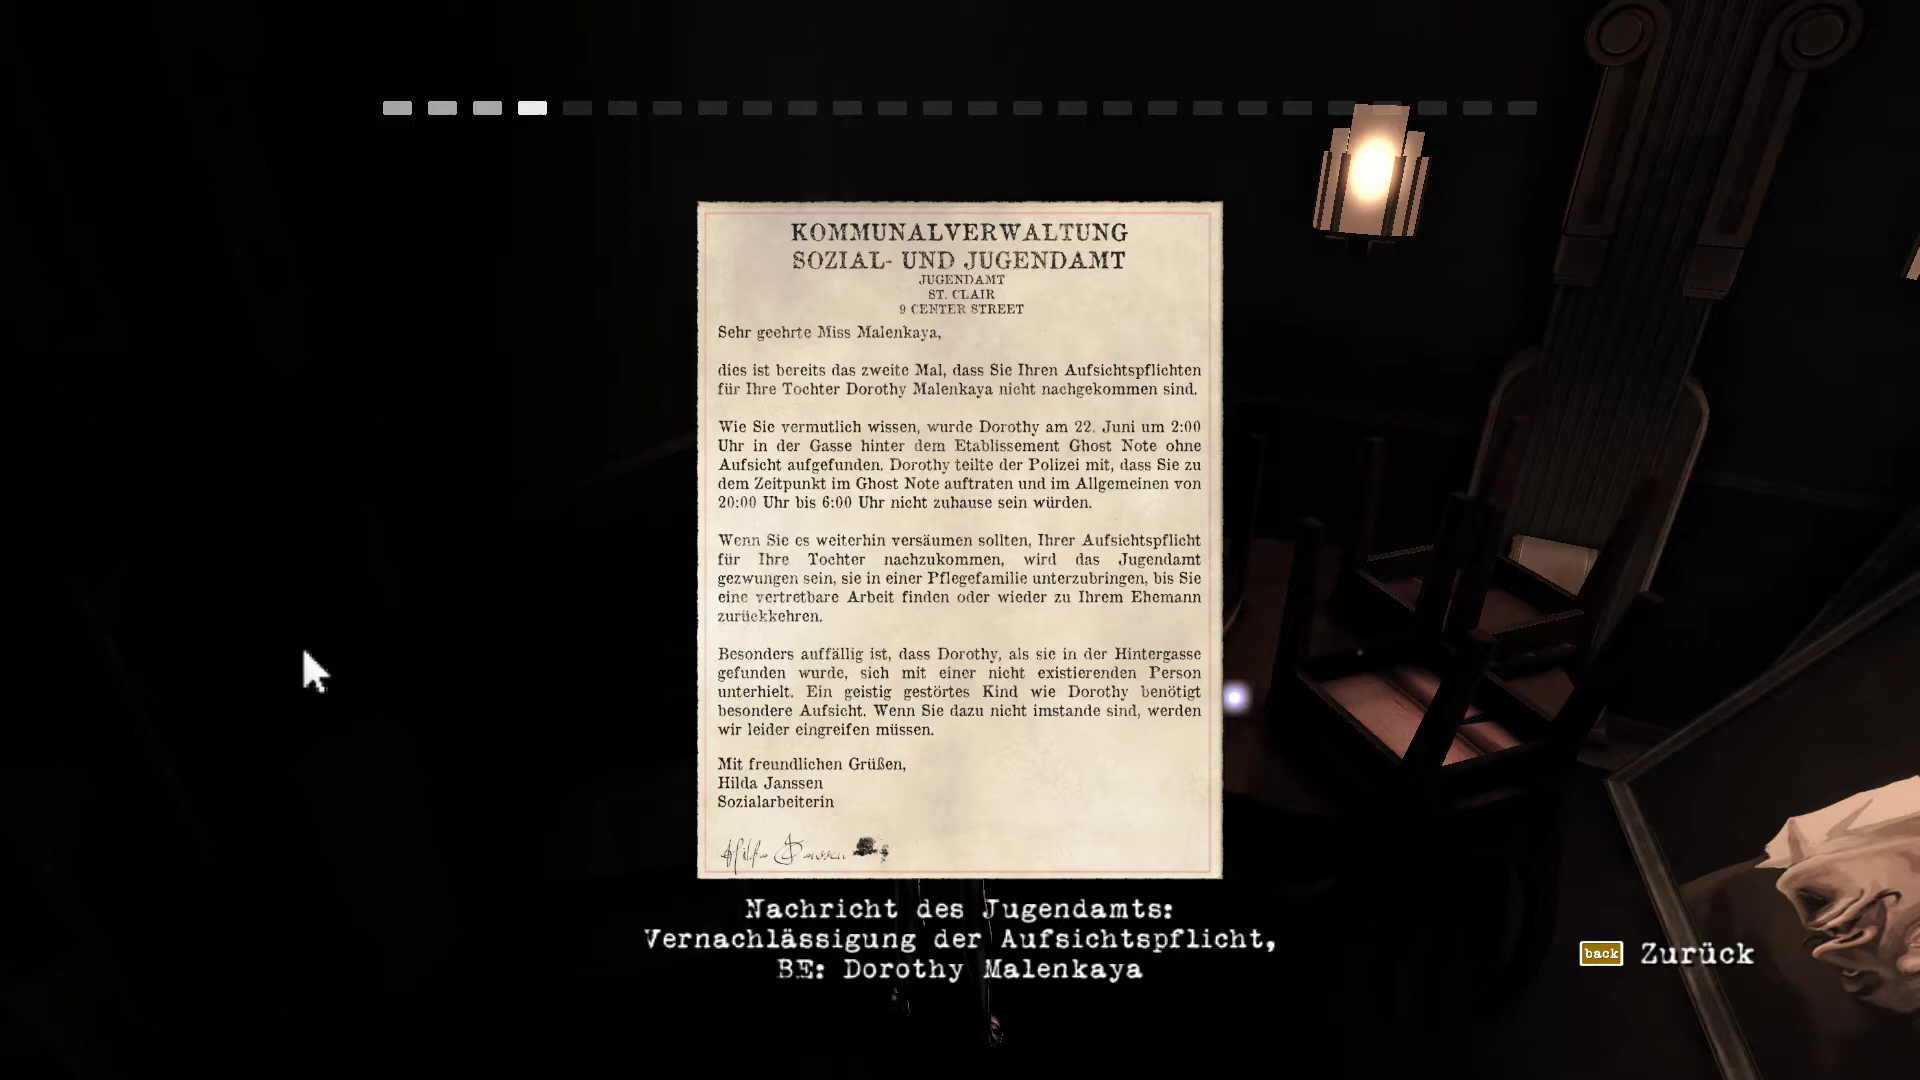 KOMMUNALVERWALTUNG
SOZIAL- UND JUGENDAMT
JUGENDAMT
ST. CLAIR
9 CENTER STREET
Sehr geehrte Miss Malenkaya,
dies ist bereits das zweite Mal, dass Sie Ihren Aufsichtspflichten
für Ihre Tochter Dorothy Malenkaya nicht nachgekommen sind.
Wie Sie vermutlich wissen, wurde Dorothy am 22. Juni um 2:00
Uhr in der Gasse hinter dem Etablissement Ghost Note ohne
Aufsicht aufgefunden. Dorothy teilte der Polizei mit, dass Sie zu
dem Zeitpunkt im Ghost Note auftraten und im Allgemeinen von
20:00 Uhr bis 6:00 Uhr nicht zuhause sein würden.
Wenn Sie es weiterhin versäumen sollten, Ihrer Aufsichtspflicht
für Ihre Tochter nachzukommen, wird das Jugendamt
gezwungen sein, sie in einer Pflegefamilie unterzubringen, bis Sie
eine vertretbare Arbeit finden oder wieder zu Ihrem Ehemann
zurückkehren.
Besonders auffällig ist, dass Dorothy, als sie in der Hintergasse
gefunden wurde, sich mit einer nicht existierenden Person
unterhielt. Ein geistig gestörtes Kind wie Dorothy benötigt
besondere Aufsicht. Wenn Sie dazu nicht imstande sind, werden
wir leider eingreifen müssen.
Mit freundlichen Grüßen,
Hilda Janssen
Sozialarbeiterin
Hilda Janssen
Nachricht des Jugendamts:
Vernachlässigung der Aufsichtspflicht,
BE: Dorothy Malenkaya
back Zurück